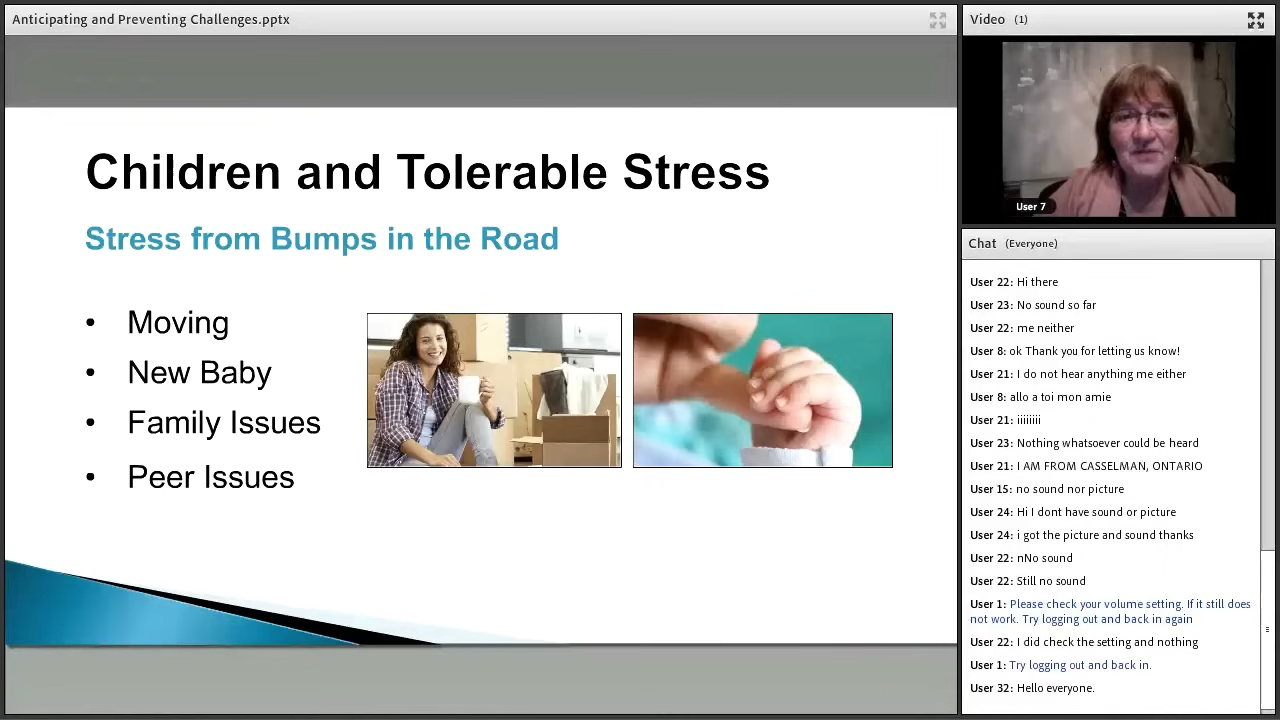 Anticipating and Preventing Challenges.pptx
Children and Tolerable Stress
Stress from Bumps in the Road
• Moving
• New Baby
• Family Issues
• Peer Issues
Video (1)
User 7
Chat (Everyone)
User 22: Hi there
User 23: No sound so far
User 22: me neither
User 8: ok Thank you for letting us know!
User 21: I do not hear anything me either
User 8: allo a toi mon amie
User 21: iiiiiiii
User 23: Nothing whatsoever could be heard
User 21: I AM FROM CASSELMAN, ONTARIO
User 15: no sound nor picture
User 24: Hi I dont have sound or picture
User 24: i got the picture and sound thanks
User 22: nNo sound
User 22: Still no sound
User 1: Please check your volume setting. If it still does
not work. Try logging out and back in again
User 22: I did check the setting and nothing
User 1: Try logging out and back in.
User 32: Hello everyone.